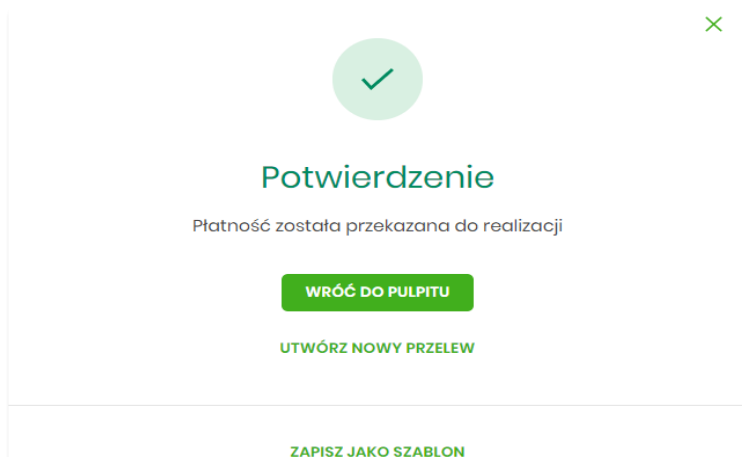 Potwierdzenie
Płatność została przekazana do realizacji
WRÓĆ DO PULPITU
UTWÓRZ NOWY PRZELEW
ZAPISZ JAKO SZABLON